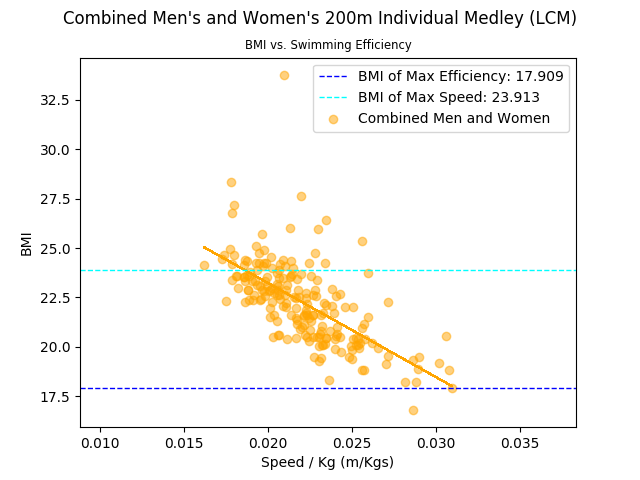 Combined Men's and Women's 200m Individual Medley (LCM)
BMI vs. Swimming Efficiency
BMI of Max Efficiency: 17.909
BMI of Max Speed: 23.913
Combined Men and Women
32.5
30.0
27.5
25.0
22.5
20.0
17.5
BMI
0.010 0.015 0.020 0.025 0.030 0.035
Speed / Kg (m/Kgs)